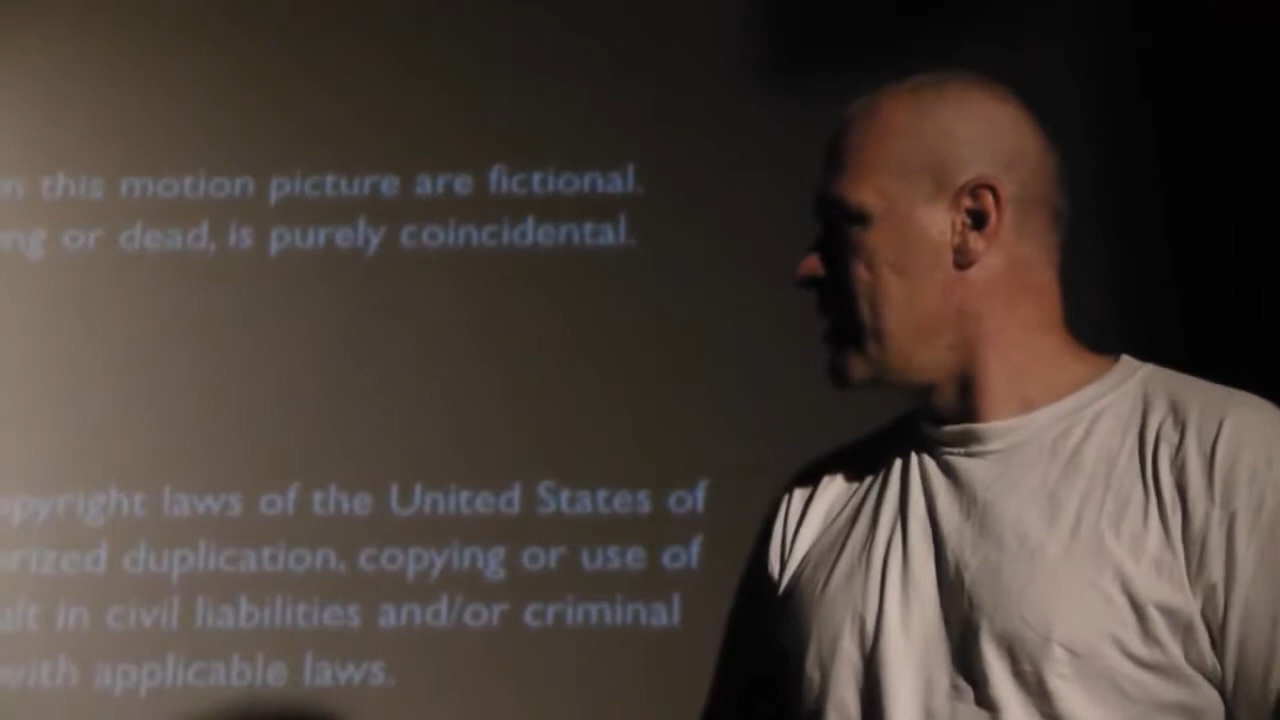 this motion picture are fictional.
or dead, is purely coincidental.
laws of the United States of
duplication, copying or use of
in civil liabilities and/or criminal
with applicable laws.